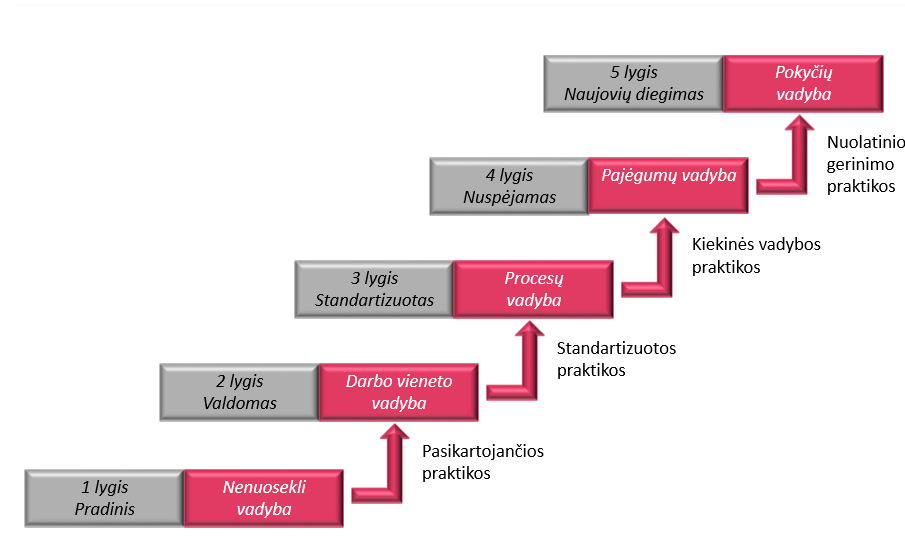 5 lygis
Naujovių diegimas
Pokyčių
vadyba
Nuolatinio
gerinimo
praktikos
4 lygis
Nuspėjamas
Pajėgumų vadyba
Kiekinės vadybos
praktikos
3 lygis
Standartizuotas
Procesų
vadyba
Standartizuotos
praktikos
2 lygis
Valdomas
Darbo vieneto
vadyba
Pasikartojančios
praktikos
1 lygis
Pradinis
Nenuosekli
vadyba